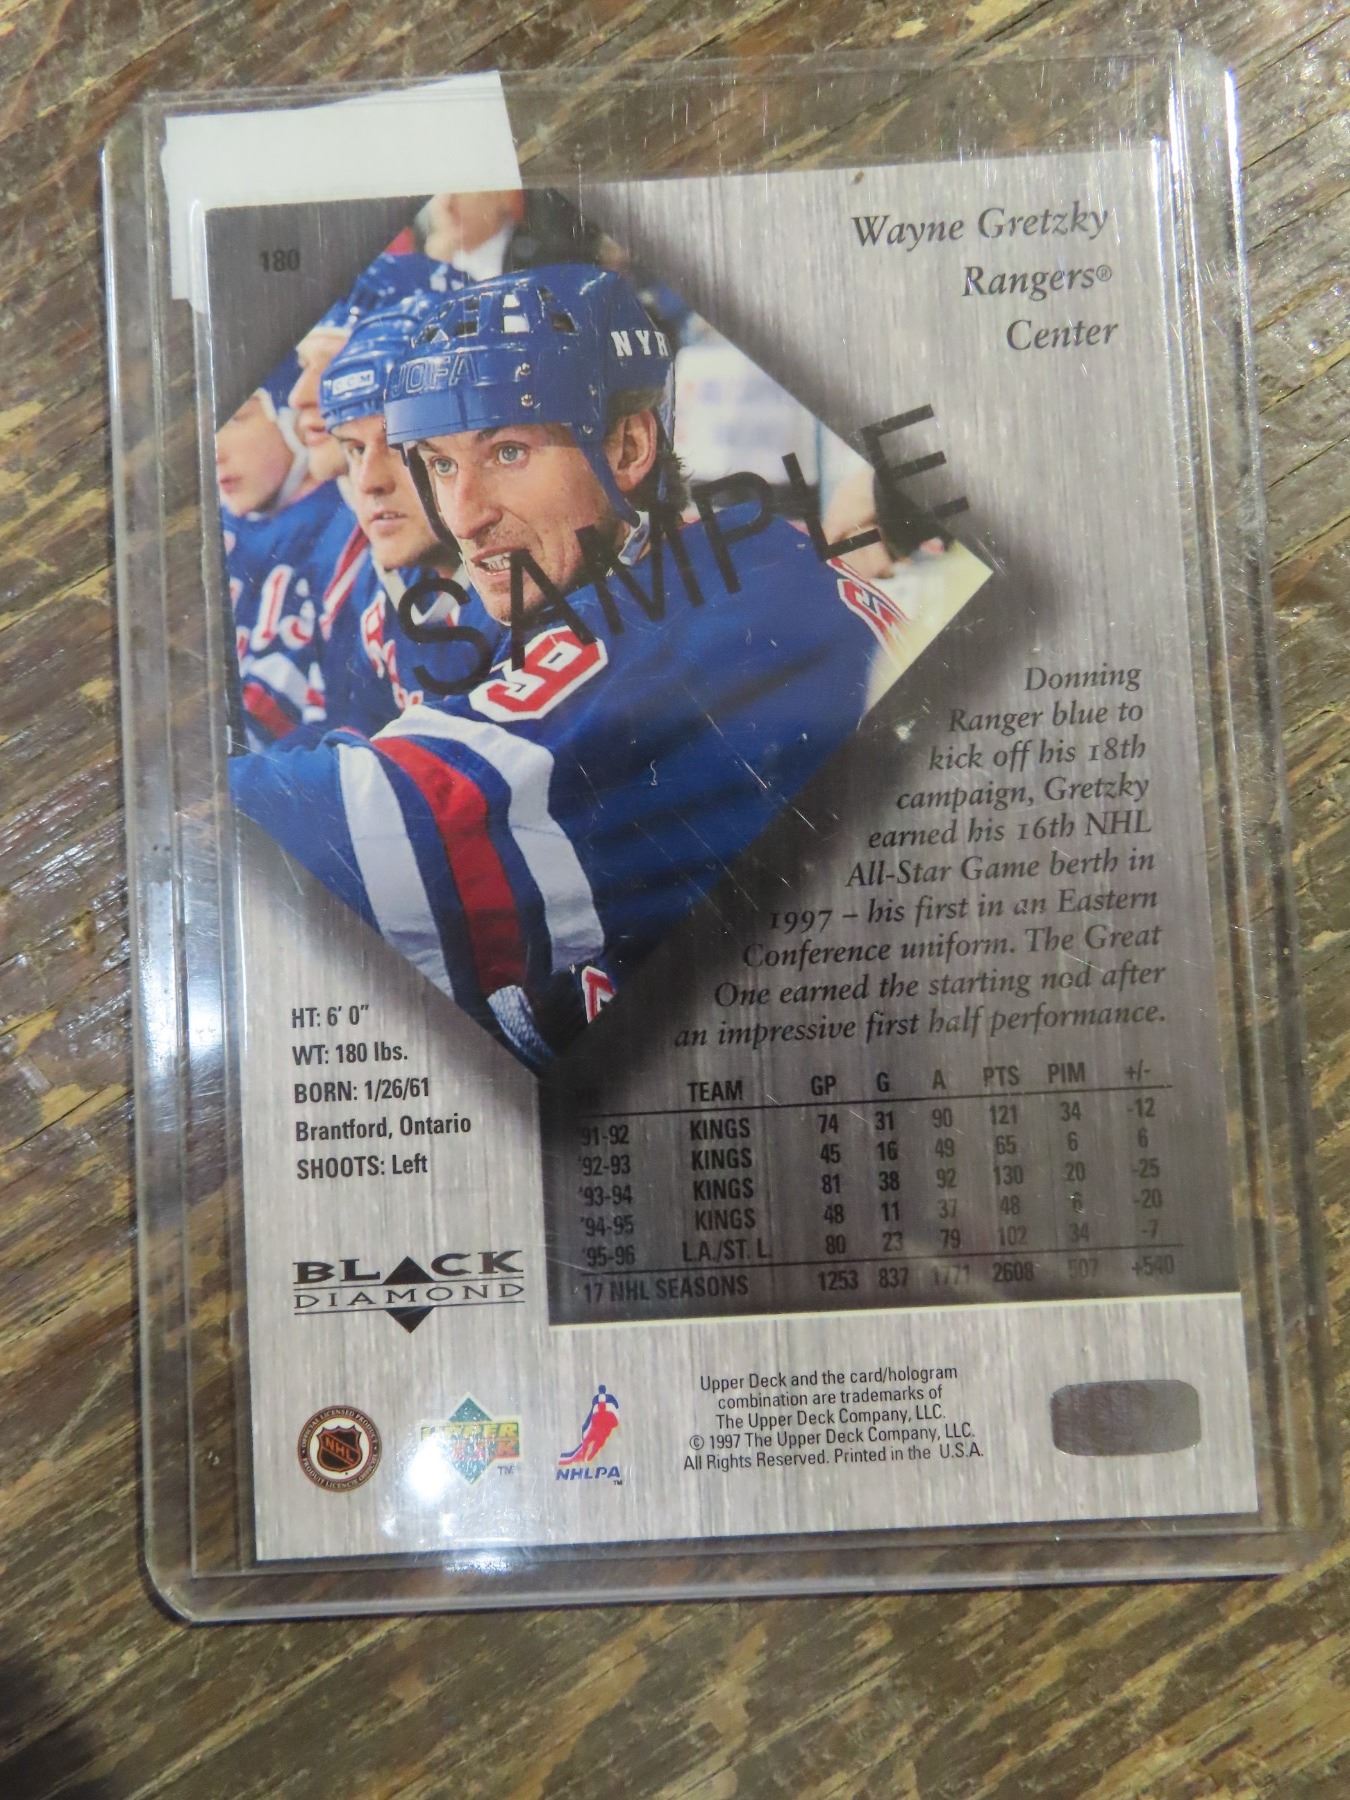 180
Wayne Gretzky
Rangers®
Center
NYR
JOFA
CCM
SAMPLE
9
Donning
Ranger blue to
kick off his 18th
campaign, Gretzky
earned his 16th NHL
All-Star Game berth in
1997 – his first in an Eastern
Conference uniform. The Great
One earned the starting nod after
an impressive first half performance.
HT: 6' 0"
WT: 180 lbs.
BORN: 1/26/61
Brantford, Ontario
SHOOTS: Left
TEAM GP G A PTS PIM +/-
'91-92 KINGS 74 31 90 121 34 -12
'92-93 KINGS 45 16 49 65 6 6
'93-94 KINGS 81 38 92 130 20 -25
'94-95 KINGS 48 11 37 48 6 -20
'95-96 L.A./ST. L. 80 23 79 102 34 -7
17 NHL SEASONS 1253 837 1771 2608 507 +540
BLACK
DIAMOND
NHL
UPPER
DECK
TM
NHLPA
TM
Upper Deck and the card/hologram
combination are trademarks of
The Upper Deck Company, LLC.
© 1997 The Upper Deck Company, LLC.
All Rights Reserved. Printed in the U.S.A.